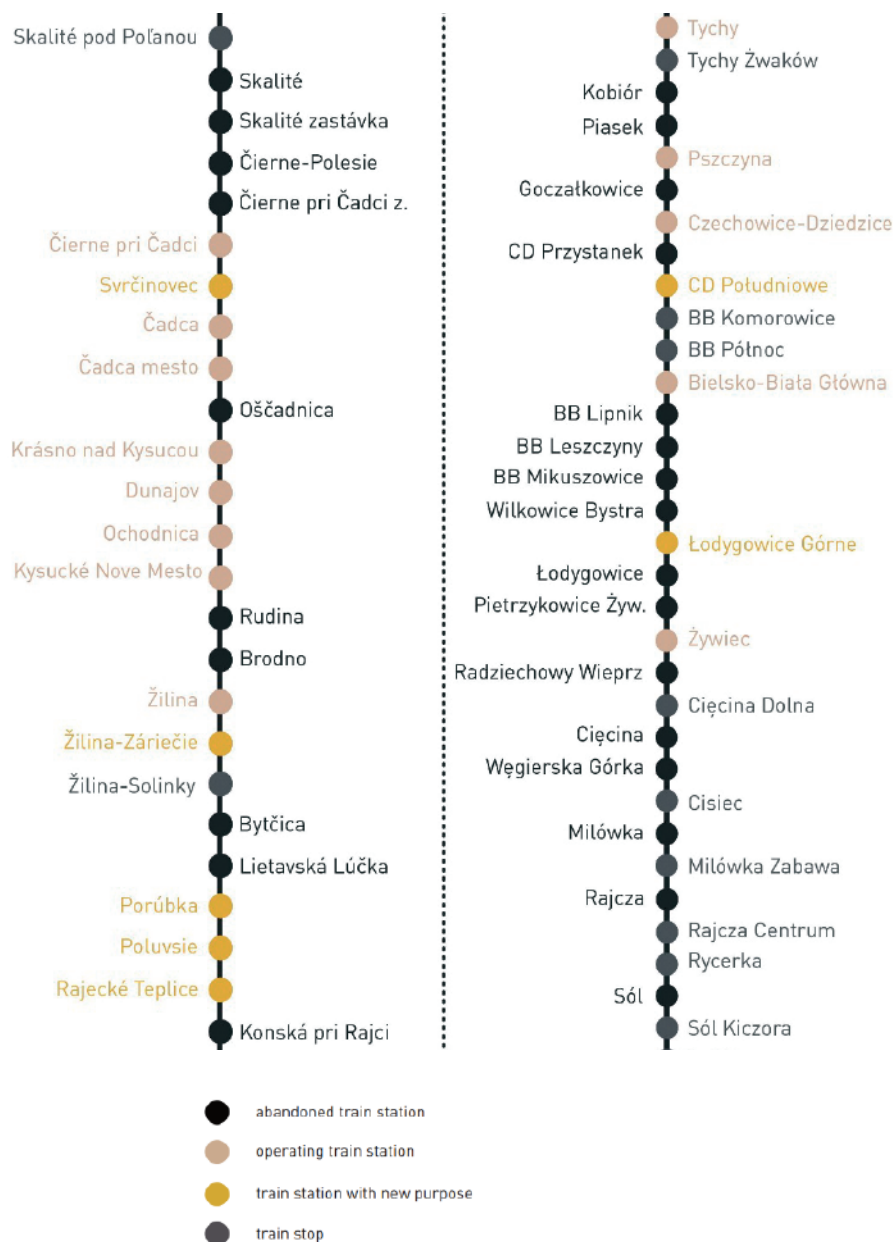 Skalité pod Poľanou
Skalité
Skalité zastávka
Čierne-Polesie
Čierne pri Čadci z.
Čierne pri Čadci
Svrčinovec
Čadca
Čadca mesto
Oščadnica
Krásno nad Kysucou
Dunajov
Ochodnica
Kysucké Nove Mesto
Rudina
Brodno
Žilina
Žilina-Záriečie
Žilina-Solinky
Bytčica
Lietavská Lúčka
Porúbka
Poluvsie
Rajecké Teplice
Konská pri Rajci
Tychy
Tychy Żwaków
Kobiór
Piasek
Pszczyna
Goczałkowice
Czechowice-Dziedzice
CD Przystanek
CD Południowe
BB Komorowice
BB Północ
Bielsko-Biała Główna
BB Lipnik
BB Leszczyny
BB Mikuszowice
Wilkowice Bystra
Łodygowice Górne
Łodygowice
Pietrzykowice Żyw.
Żywiec
Radziechowy Wieprz
Cięcina Dolna
Cięcina
Węgierska Górka
Cisiec
Milówka
Milówka Zabawa
Rajcza
Rajcza Centrum
Rycerka
Sól
Sól Kiczora
abandoned train station
operating train station
train station with new purpose
train stop